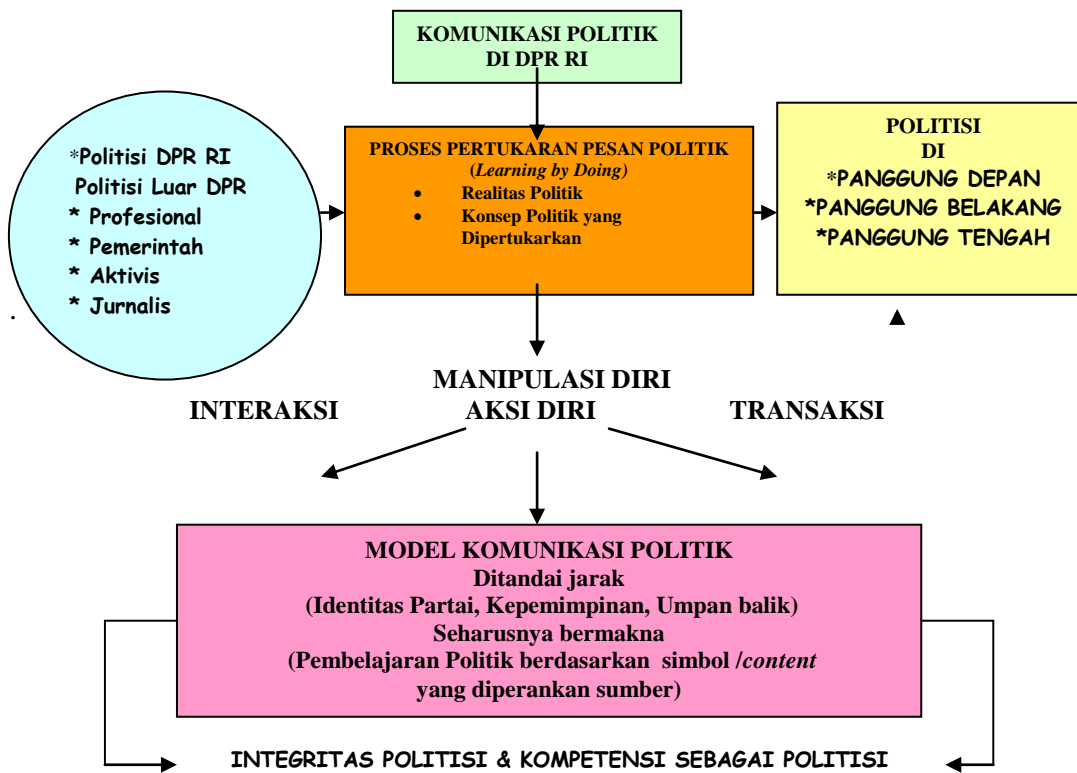 KOMUNIKASI POLITIK
DI DPR RI
*Politisi DPR RI
Politisi Luar DPR
* Profesional
* Pemerintah
* Aktivis
* Jurnalis
.
PROSES PERTUKARAN PESAN POLITIK
(Learning by Doing)
• Realitas Politik
• Konsep Politik yang
Dipertukarkan
POLITISI
DI
*PANGGUNG DEPAN
*PANGGUNG BELAKANG
*PANGGUNG TENGAH
MANIPULASI DIRI
INTERAKSI AKSI DIRI TRANSAKSI
MODEL KOMUNIKASI POLITIK
Ditandai jarak
(Identitas Partai, Kepemimpinan, Umpan balik)
Seharusnya bermakna
(Pembelajaran Politik berdasarkan simbol /content
yang diperankan sumber)
INTEGRITAS POLITISI & KOMPETENSI SEBAGAI POLITISI